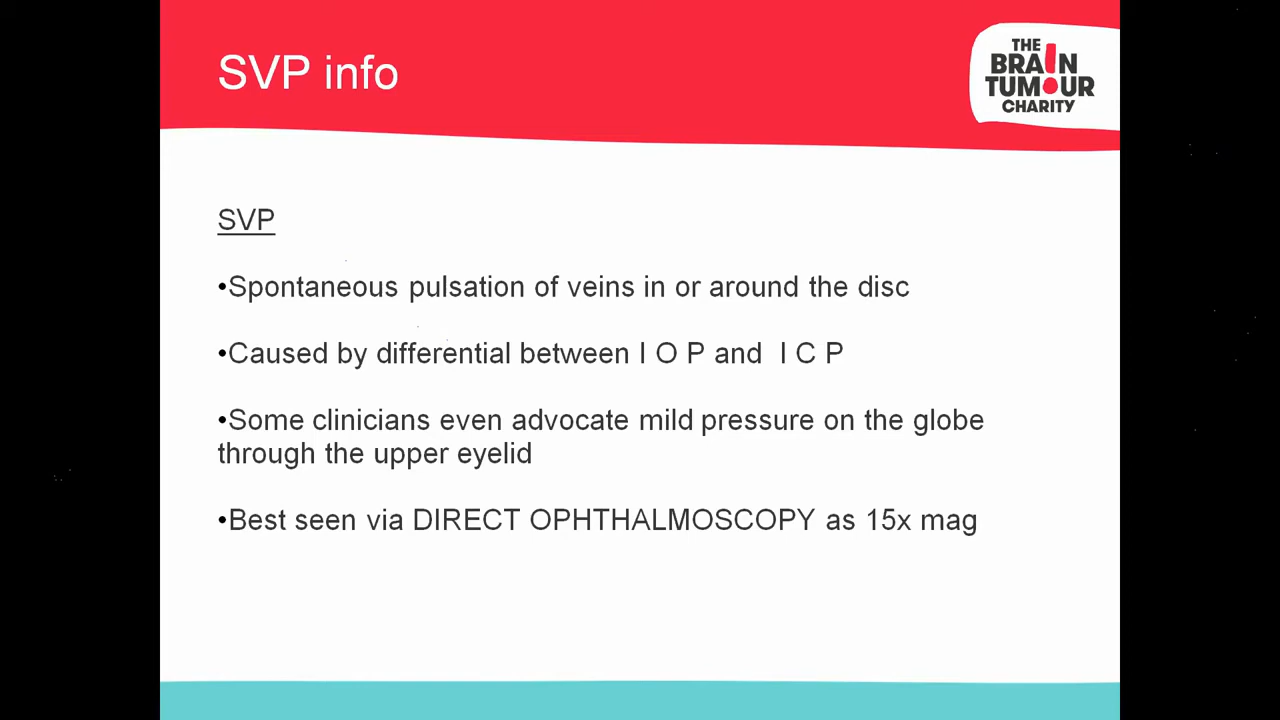 SVP info
THE
BRAIN
TUMOUR
CHARITY
SVP
•Spontaneous pulsation of veins in or around the disc
•Caused by differential between I O P and  I C P
•Some clinicians even advocate mild pressure on the globe
through the upper eyelid
•Best seen via DIRECT OPHTHALMOSCOPY as 15x mag